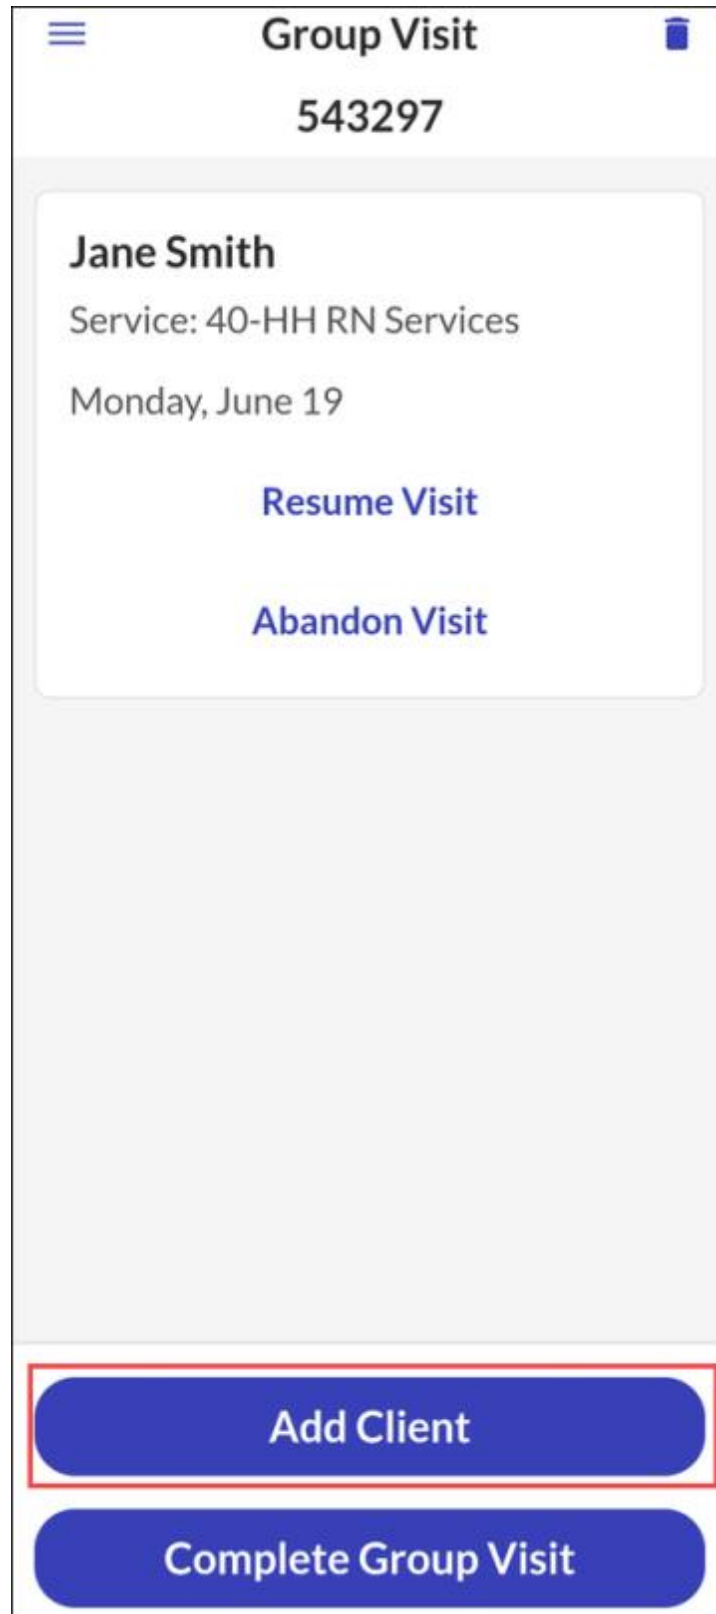 Group Visit
543297
Jane Smith
Service: 40-HH RN Services
Monday, June 19
Resume Visit
Abandon Visit
Add Client
Complete Group Visit